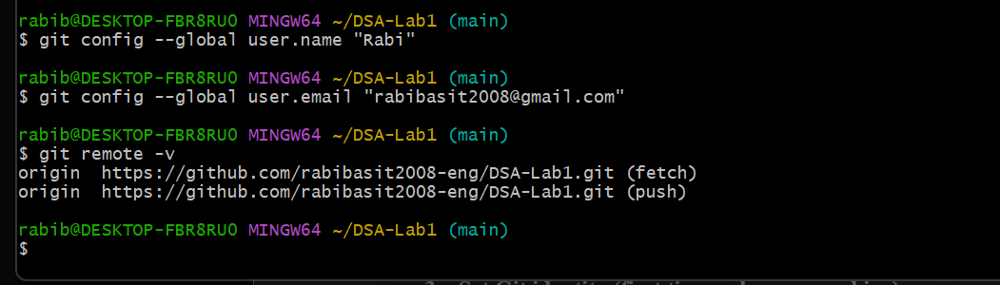 rabib@DESKTOP-FBR8RU0 MINGW64 ~/DSA-Lab1 (main)
$ git config --global user.name "Rabi"
rabib@DESKTOP-FBR8RU0 MINGW64 ~/DSA-Lab1 (main)
$ git config --global user.email "rabibasit2008@gmail.com"
rabib@DESKTOP-FBR8RU0 MINGW64 ~/DSA-Lab1 (main)
$ git remote -v
origin  https://github.com/rabibasit2008-eng/DSA-Lab1.git (fetch)
origin  https://github.com/rabibasit2008-eng/DSA-Lab1.git (push)
rabib@DESKTOP-FBR8RU0 MINGW64 ~/DSA-Lab1 (main)
$